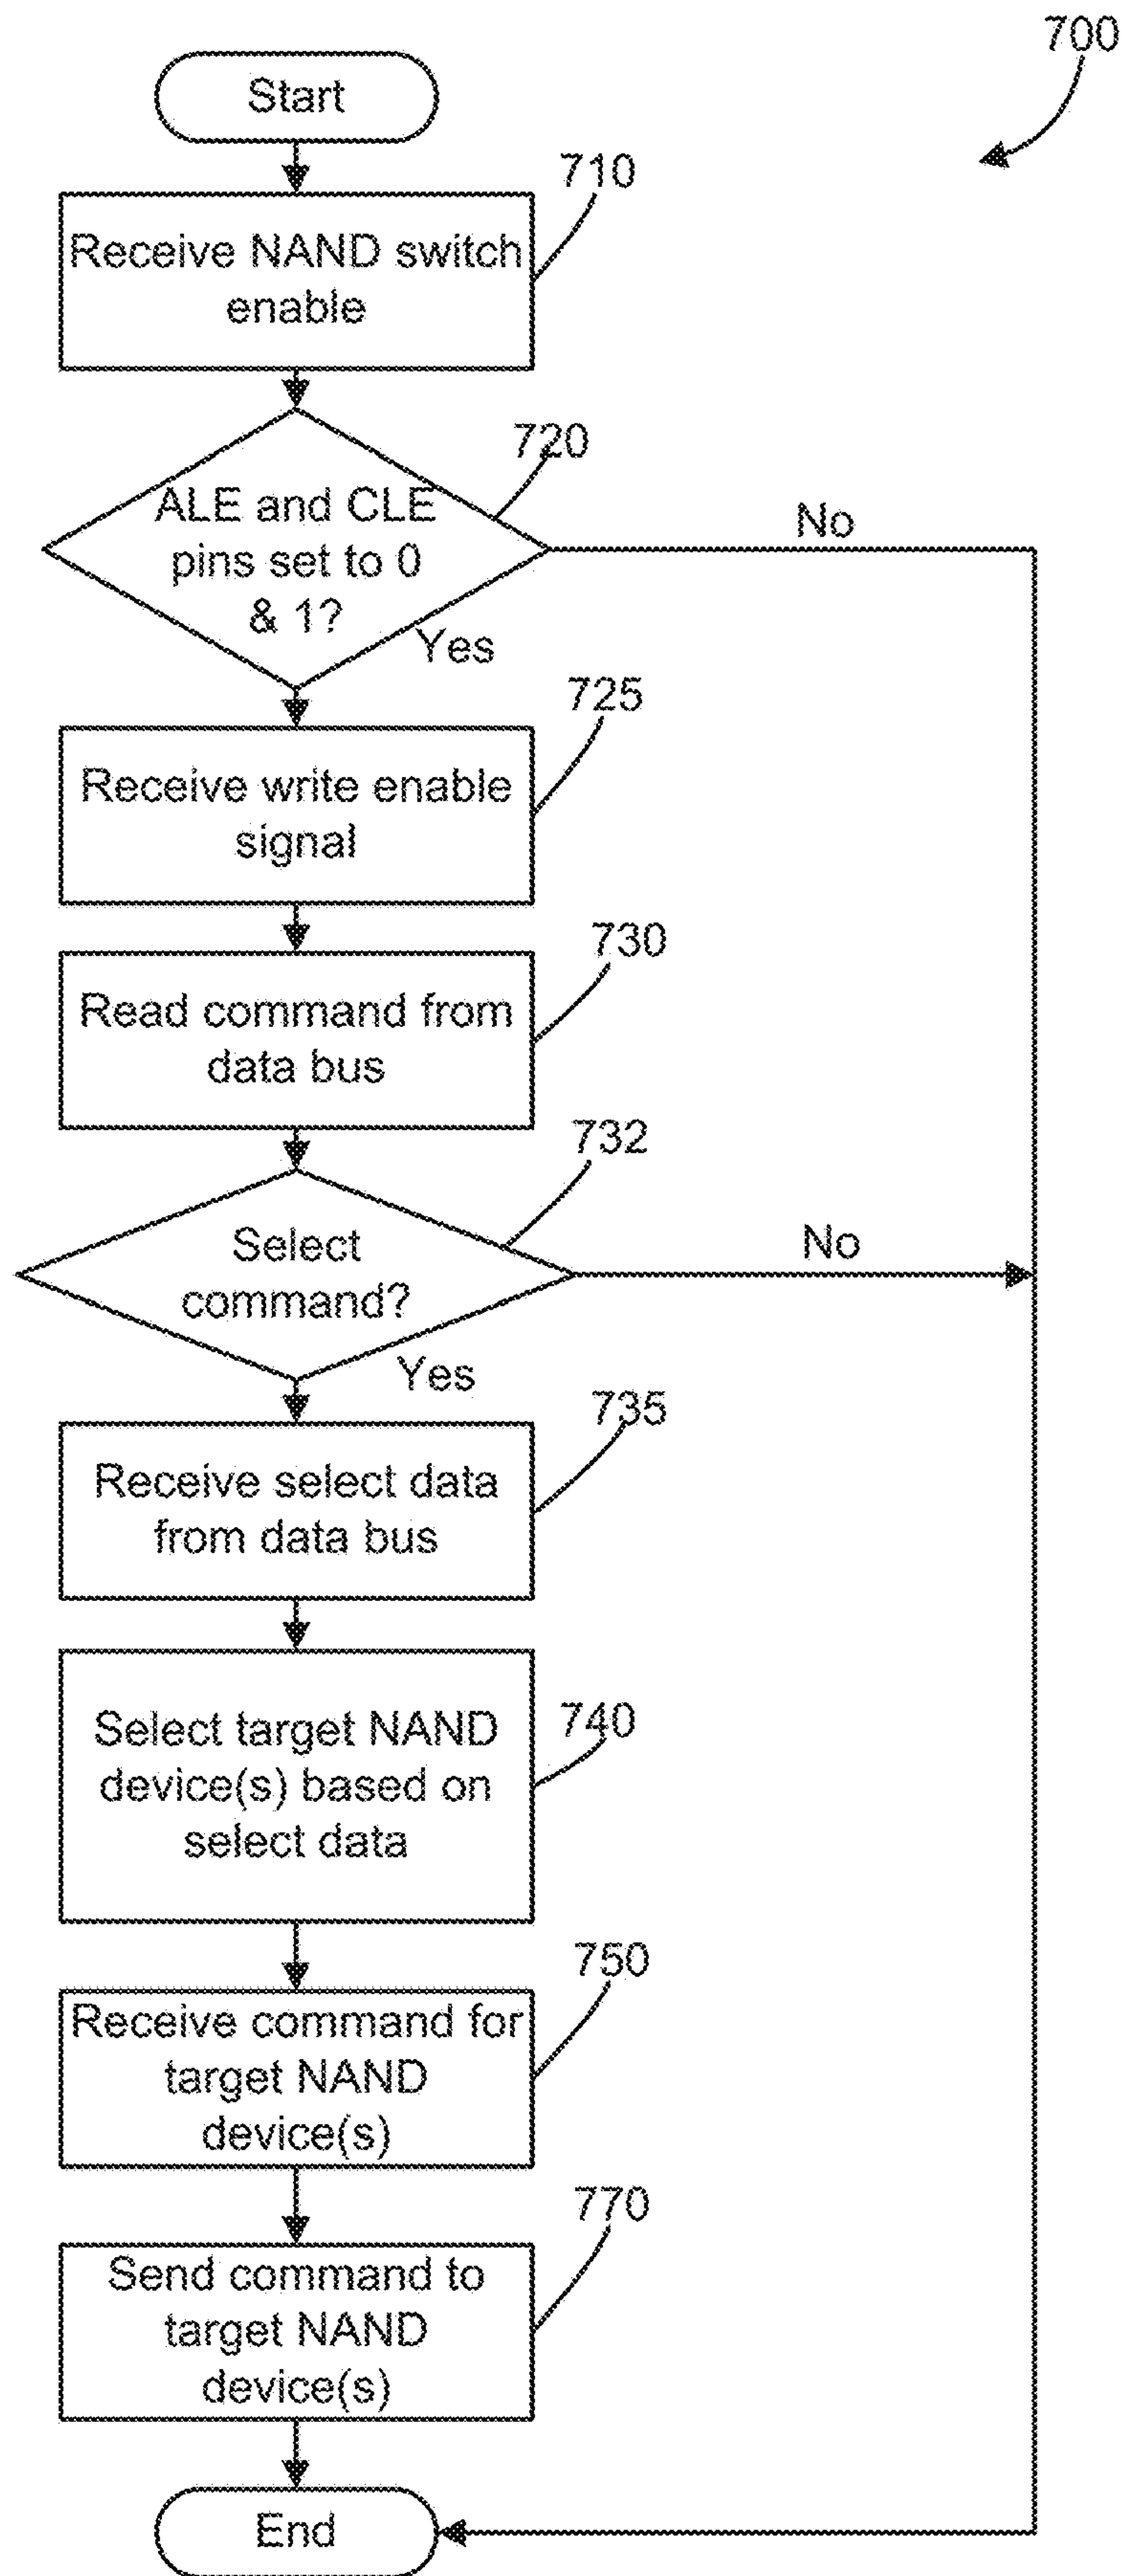 700
Start
710
Receive NAND switch
enable
720
ALE and CLE
pins set to 0
& 1?
No
Yes
725
Receive write enable
signal
730
Read command from
data bus
732
Select
command?
No
Yes
735
Receive select data
from data bus
740
Select target NAND
device(s) based on
select data
750
Receive command for
target NAND
device(s)
770
Send command to
target NAND
device(s)
End